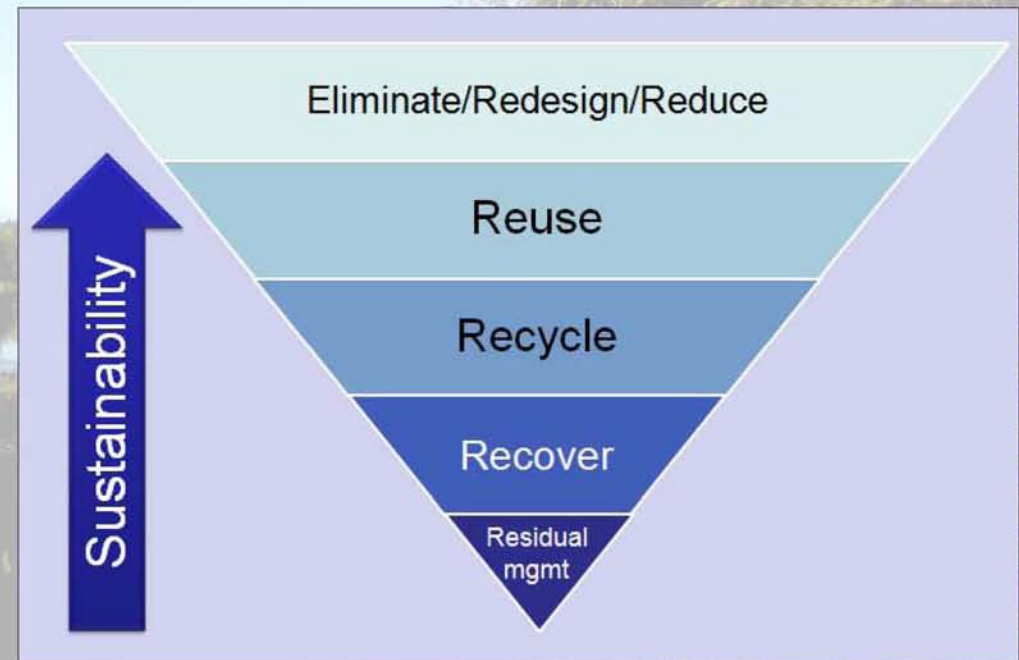 Eliminate/Redesign/Reduce
Reuse
Recycle
Recover
Residual
mgmt
Sustainability